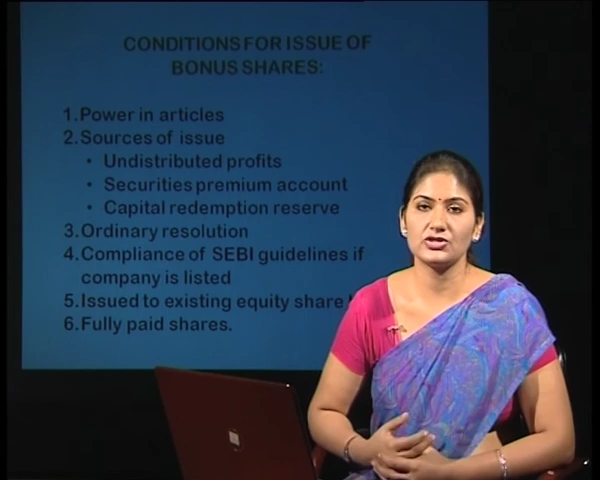 CONDITIONS FOR ISSUE OF
BONUS SHARES:
1.Power in articles
2.Sources of issue
• Undistributed profits
• Securities premium account
• Capital redemption reserve
3.Ordinary resolution
4.Compliance of SEBI guidelines if
company is listed
5.Issued to existing equity share
6.Fully paid shares.